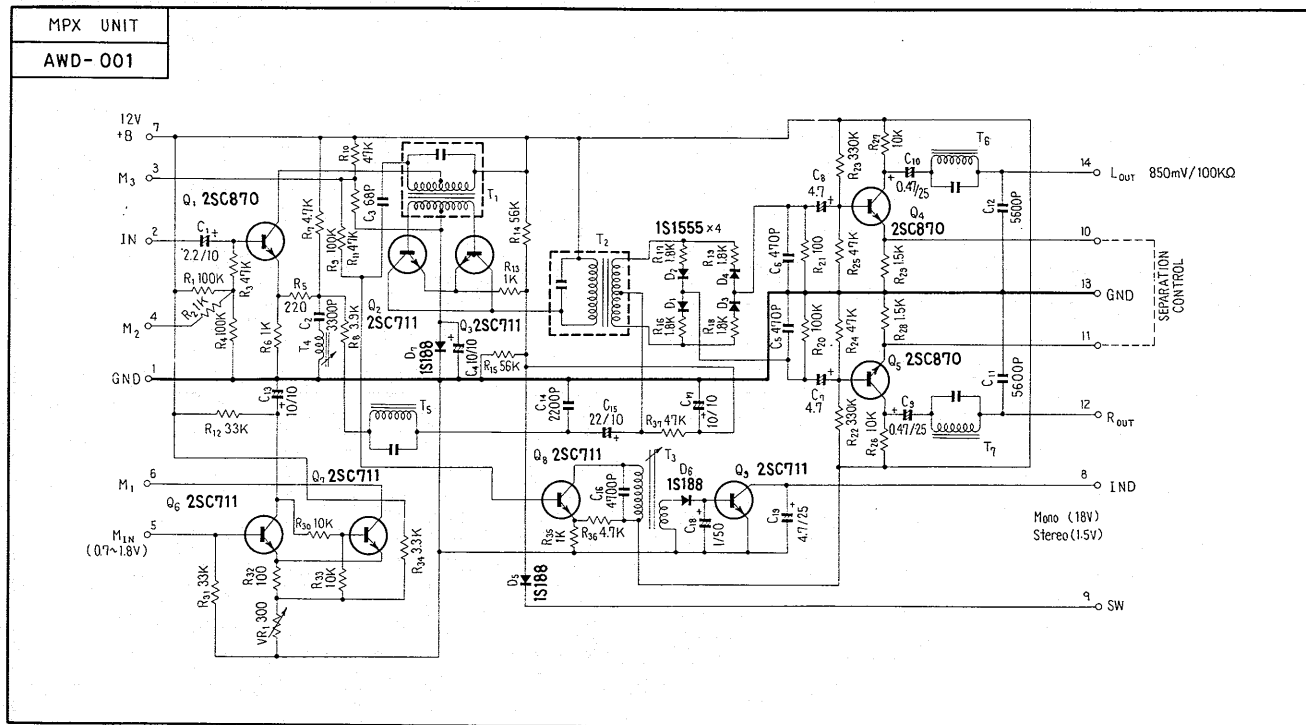 MPX UNIT
AWD-001
12V
+B 7
M3 3
IN 2
M2 4
GND 1
M1 6
MIN 5
(0.7~1.8V)
Q1 2SC870
C1 +
2.2/10
R1 100K
R2 1K
R3 47K
R4 100K
R5
220
R6 1K
R7 47K
C2
3300P
T4
R8 3.9K
R9 100K
R10
47K
R11 47K
C3 68P
T1
Q2
2SC711
Q3 2SC711
R13
1K
R14 56K
D7
1S188
C4 10/10
R15 56K
T2
1S1555 ×4
R17
1.8K
D2
D1
R16
1.8K
R19
1.8K
D4
D3
R18
1.8K
C6 470P
C5 470P
R21 100
R20 100K
C8
4.7
C7
4.7
R23 330K
R25 47K
R24 47K
R22 330K
R27
10K
Q4
2SC870
R29 1.5K
R28 1.5K
Q5 2SC870
R26 10K
C10
0.47/25
T6
C9
0.47/25
T7
C12
5600P
C11
5600P
14 LOUT 850mV/100KΩ
10
13 GND
11
SEPARATION
CONTROL
12 ROUT
8 IND
Mono (18V)
Stereo (1.5V)
9 SW
C13
10/10
R12 33K
T5
C14
2200P
C15
22/10
R37 47K
10/10
Q6 2SC711
Q7 2SC711
R30 10K
R31 33K
R32
100
R33
10K
R34 3.3K
VR1 300
Q8 2SC711
C16
4700P
T3
R35
1K
R36 4.7K
D6
1S188
Q9 2SC711
C18
1/50
C19
4.7/25
D5
1S188